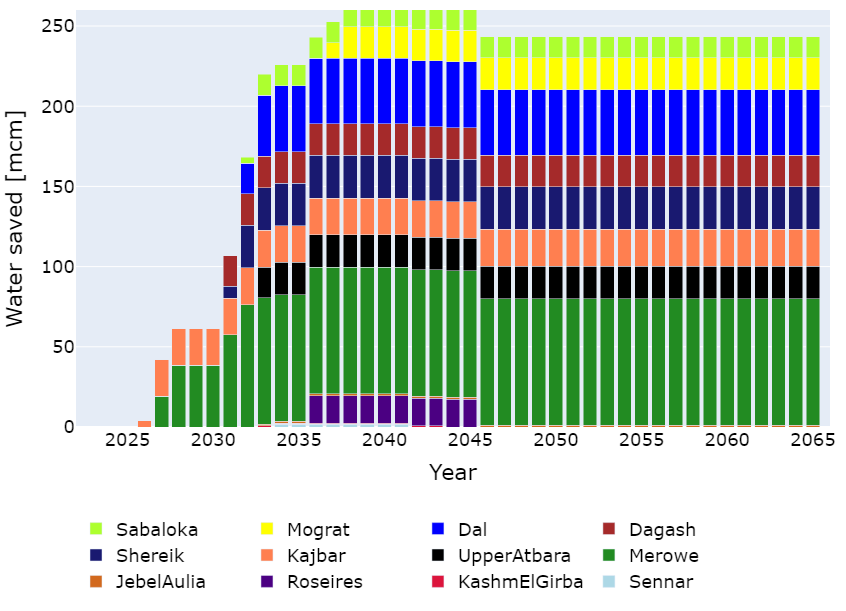 250
200
150
100
50
0
Water saved [mcm]
2025 2030 2035 2040 2045 2050 2055 2060 2065
Year
Sabaloka Mograt Dal Dagash
Shereik Kajbar UpperAtbara Merowe
JebelAulia Roseires KashmElGirba Sennar